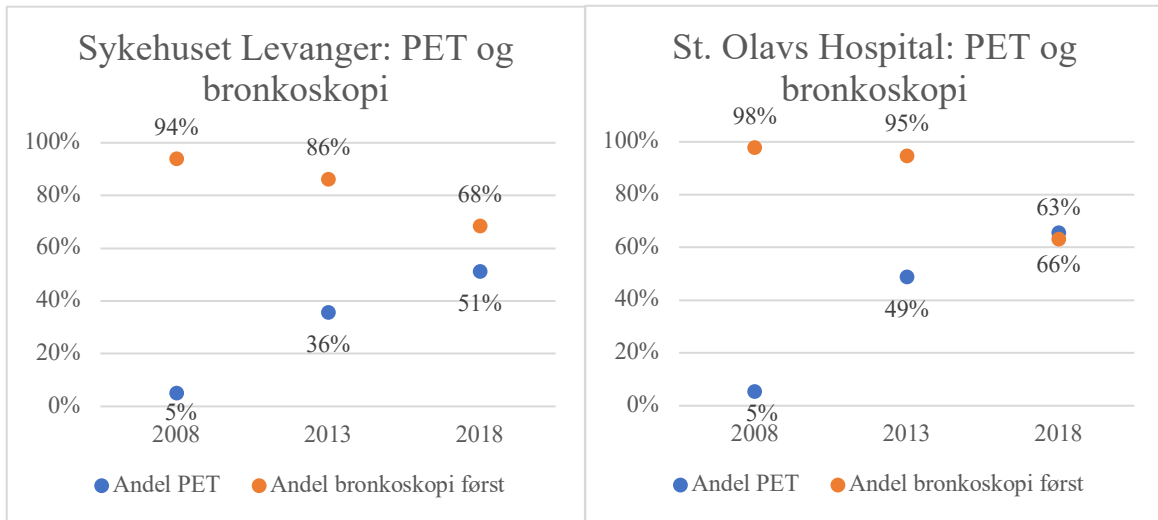 Sykehuset Levanger: PET og
bronkoskopi
94%
100%
86%
80%
68%
60%
51%
40%
36%
20%
0%
5%
2008 2013 2018
Andel PET Andel bronkoskopi først
St. Olavs Hospital: PET og
bronkoskopi
98% 95%
100%
80%
63%
60%
66%
49%
40%
20%
0%
5%
2008 2013 2018
Andel PET Andel bronkoskopi først